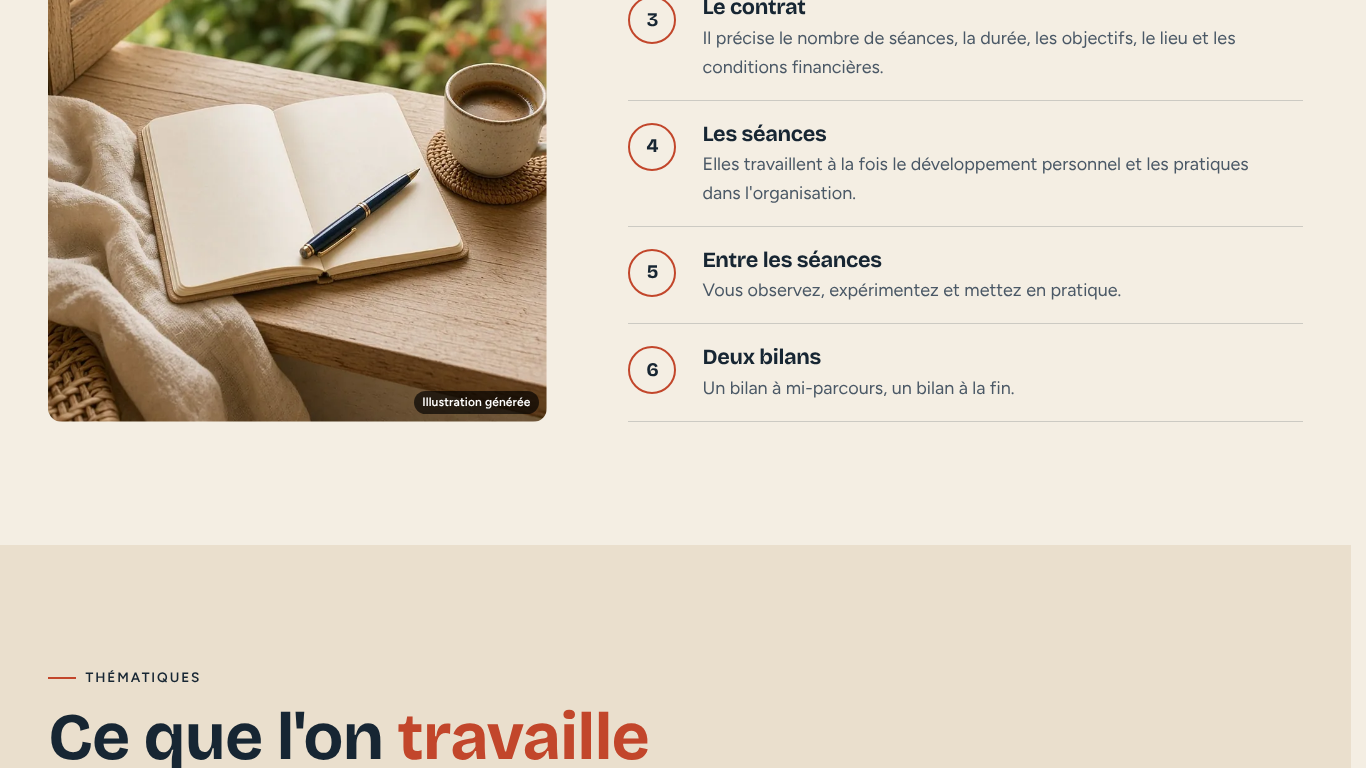 3
Le contrat
Il précise le nombre de séances, la durée, les objectifs, le lieu et les
conditions financières.
4
Les séances
Elles travaillent à la fois le développement personnel et les pratiques
dans l'organisation.
5
Entre les séances
Vous observez, expérimentez et mettez en pratique.
6
Deux bilans
Un bilan à mi-parcours, un bilan à la fin.
Illustration générée
THÉMATIQUES
Ce que l'on travaille